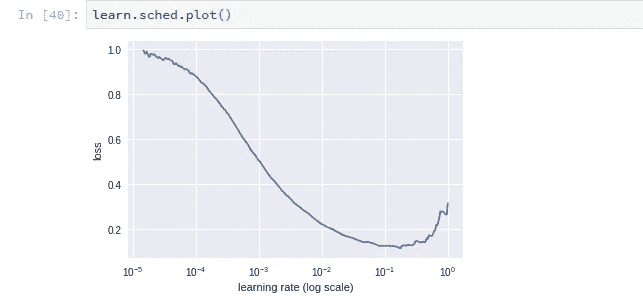 In [40]: learn.sched.plot()
1.0
0.8
0.6
0.4
0.2
loss
10⁻⁵ 10⁻⁴ 10⁻³ 10⁻² 10⁻¹ 10⁰
learning rate (log scale)